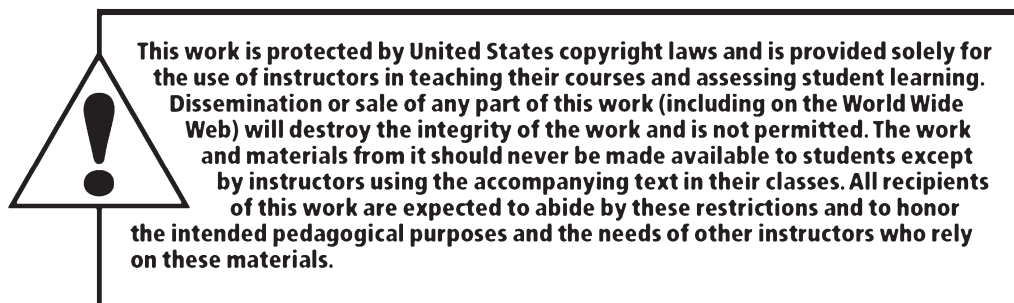 This work is protected by United States copyright laws and is provided solely for
the use of instructors in teaching their courses and assessing student learning.
Dissemination or sale of any part of this work (including on the World Wide
Web) will destroy the integrity of the work and is not permitted. The work
and materials from it should never be made available to students except
by instructors using the accompanying text in their classes. All recipients
of this work are expected to abide by these restrictions and to honor
the intended pedagogical purposes and the needs of other instructors who rely
on these materials.